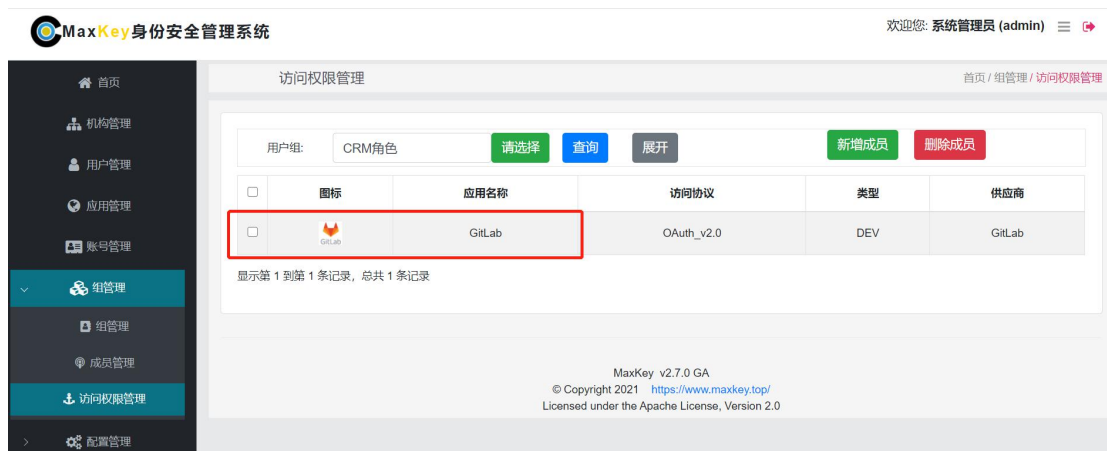 MaxKey身份安全管理系统
欢迎您: 系统管理员 (admin)
首页
机构管理
用户管理
应用管理
账号管理
组管理
组管理
成员管理
访问权限管理
配置管理
访问权限管理
首页 / 组管理 / 访问权限管理
用户组: CRM角色 请选择 查询 展开 新增成员 删除成员
图标 应用名称 访问协议 类型 供应商
GitLab GitLab OAuth_v2.0 DEV GitLab
显示第 1 到第 1 条记录，总共 1 条记录
MaxKey v2.7.0 GA
© Copyright 2021 https://www.maxkey.top/
Licensed under the Apache License, Version 2.0